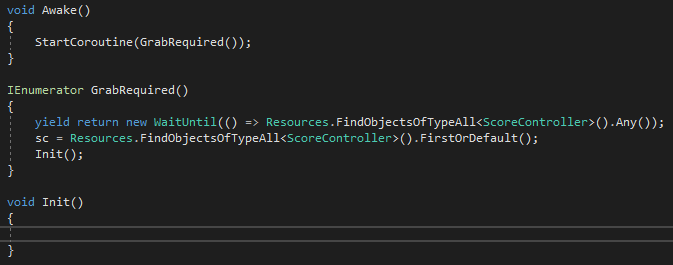 void Awake()
{
    StartCoroutine(GrabRequired());
}

IEnumerator GrabRequired()
{
    yield return new WaitUntil(() => Resources.FindObjectsOfTypeAll<ScoreController>().Any());
    sc = Resources.FindObjectsOfTypeAll<ScoreController>().FirstOrDefault();
    Init();
}

void Init()
{

}